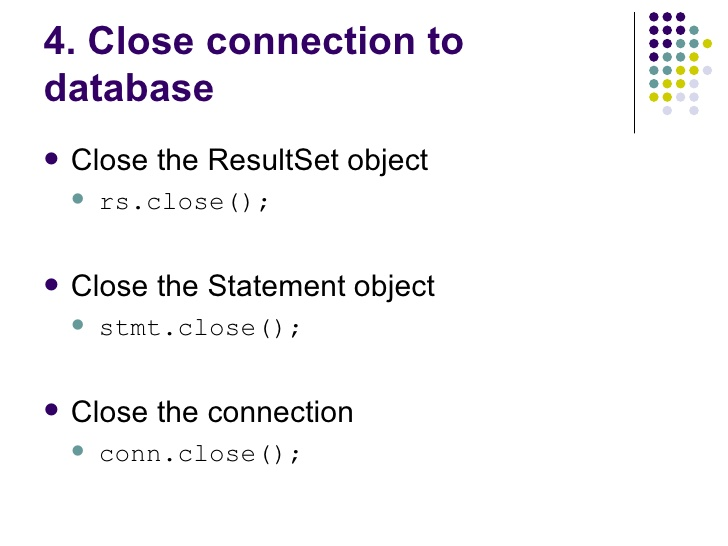 4. Close connection to
database
Close the ResultSet object
rs.close();
Close the Statement object
stmt.close();
Close the connection
conn.close();